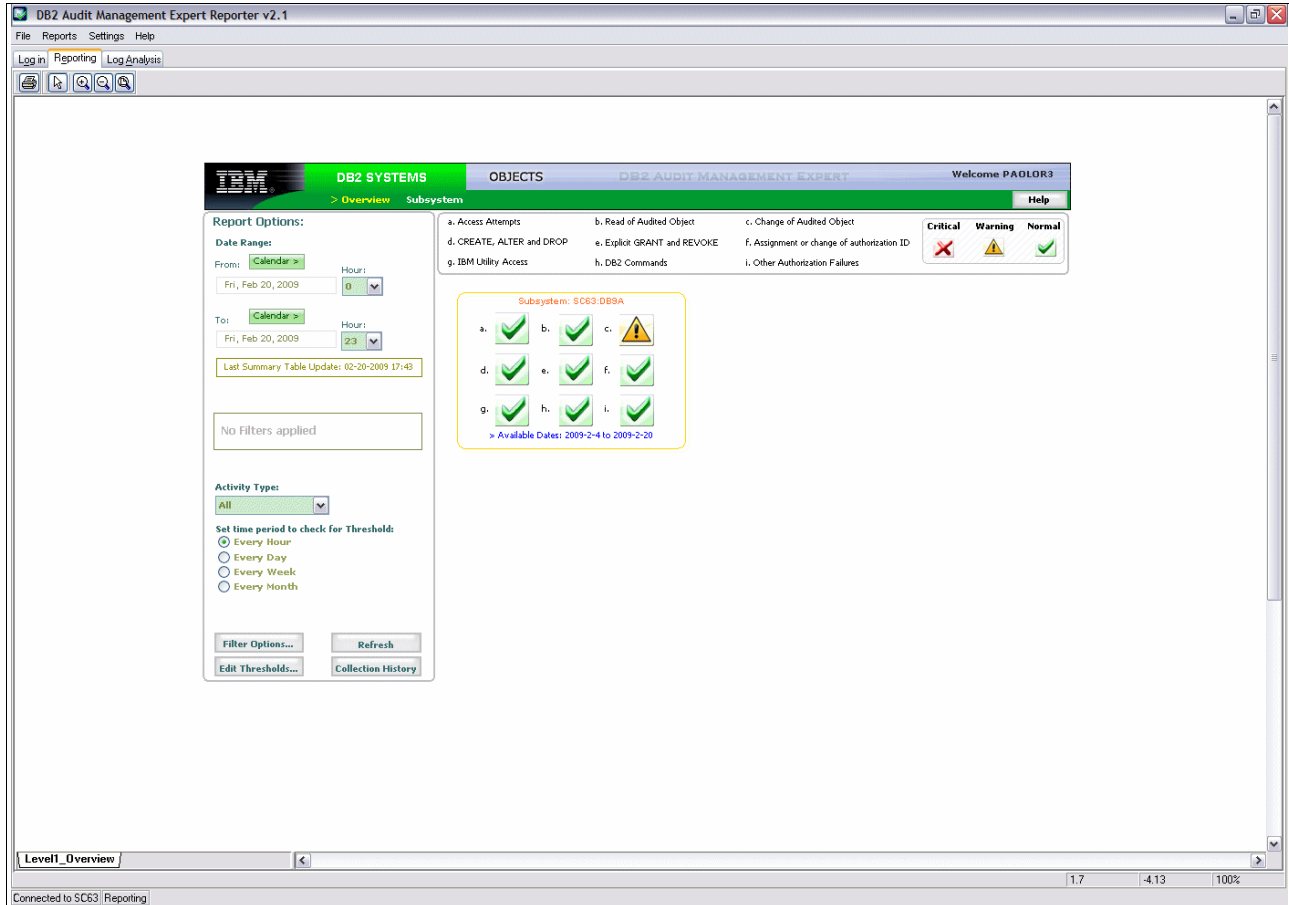 DB2 Audit Management Expert Reporter v2.1
File Reports Settings Help
Log in Reporting Log Analysis
IBM. DB2 SYSTEMS OBJECTS DB2 AUDIT MANAGEMENT EXPERT Welcome PAOLOR3
> Overview Subsystem Help
Report Options:
Date Range:
From: Calendar >
Hour:
Fri, Feb 20, 2009 0
To: Calendar >
Hour:
Fri, Feb 20, 2009 23
Last Summary Table Update: 02-20-2009 17:43
No Filters applied
Activity Type:
All
Set time period to check for Threshold:
Every Hour
Every Day
Every Week
Every Month
Filter Options... Refresh
Edit Thresholds... Collection History
a. Access Attempts b. Read of Audited Object c. Change of Audited Object
d. CREATE, ALTER and DROP e. Explicit GRANT and REVOKE f. Assignment or change of authorization ID
g. IBM Utility Access h. DB2 Commands i. Other Authorization Failures
Critical Warning Normal
Subsystem: SC63:DB9A
a. b. c.
d. e. f.
g. h. i.
> Available Dates: 2009-2-4 to 2009-2-20
Level1_Overview
1.7 -4.13 100%
Connected to SC63 Reporting